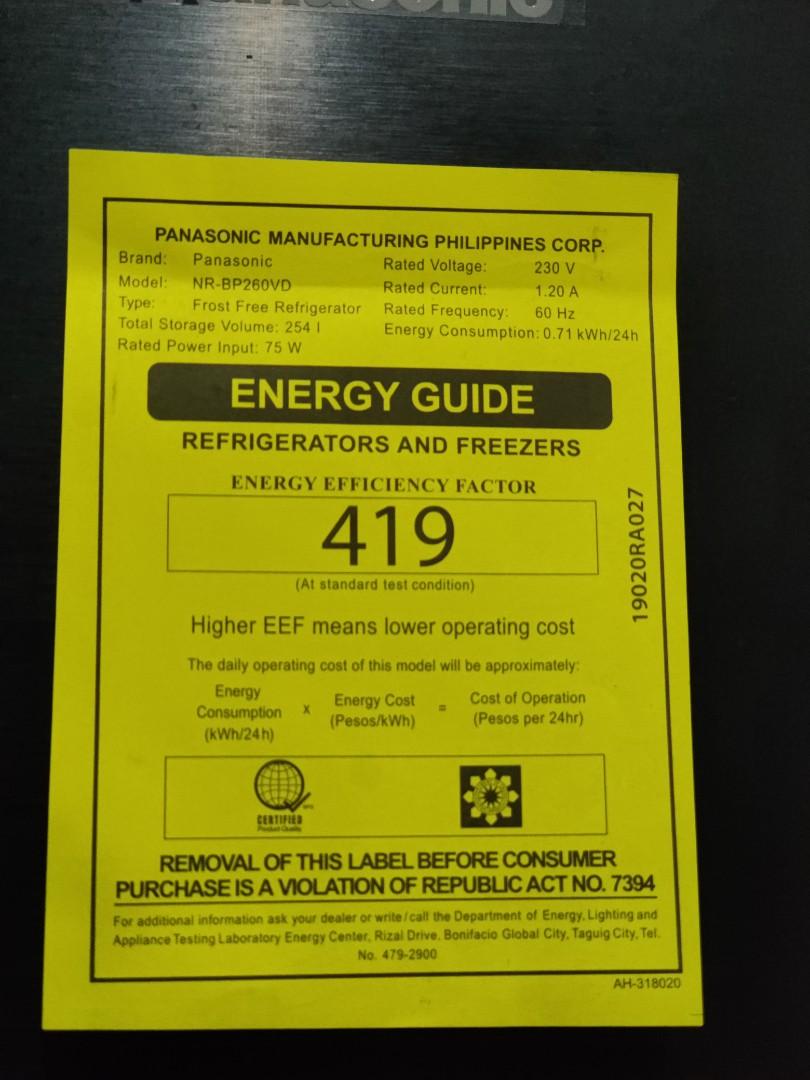 Panasonic
PANASONIC MANUFACTURING PHILIPPINES CORP.
Brand: Panasonic
Model: NR-BP260VD
Type: Frost Free Refrigerator
Total Storage Volume: 254 l
Rated Power Input: 75 W
Rated Voltage: 230 V
Rated Current: 1.20 A
Rated Frequency: 60 Hz
Energy Consumption: 0.71 kWh/24h
ENERGY GUIDE
REFRIGERATORS AND FREEZERS
ENERGY EFFICIENCY FACTOR
419
(At standard test condition)
19020RA027
Higher EEF means lower operating cost
The daily operating cost of this model will be approximately:
Energy Consumption (kWh/24h) x Energy Cost (Pesos/kWh) = Cost of Operation (Pesos per 24hr)
CERTIFIED
Product Quality
REMOVAL OF THIS LABEL BEFORE CONSUMER
PURCHASE IS A VIOLATION OF REPUBLIC ACT NO. 7394
For additional information ask your dealer or write/call the Department of Energy, Lighting and
Appliance Testing Laboratory Energy Center, Rizal Drive, Bonifacio Global City, Taguig City, Tel.
No. 479-2900
AH-318020